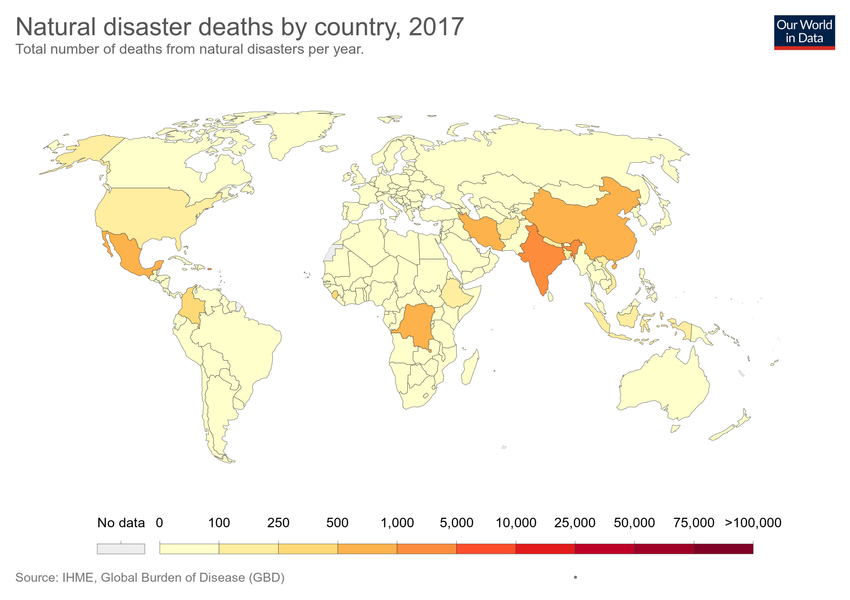 Natural disaster deaths by country, 2017
Total number of deaths from natural disasters per year.
Our World
in Data
No data 0 100 250 500 1,000 5,000 10,000 25,000 50,000 75,000 >100,000
Source: IHME, Global Burden of Disease (GBD)
•